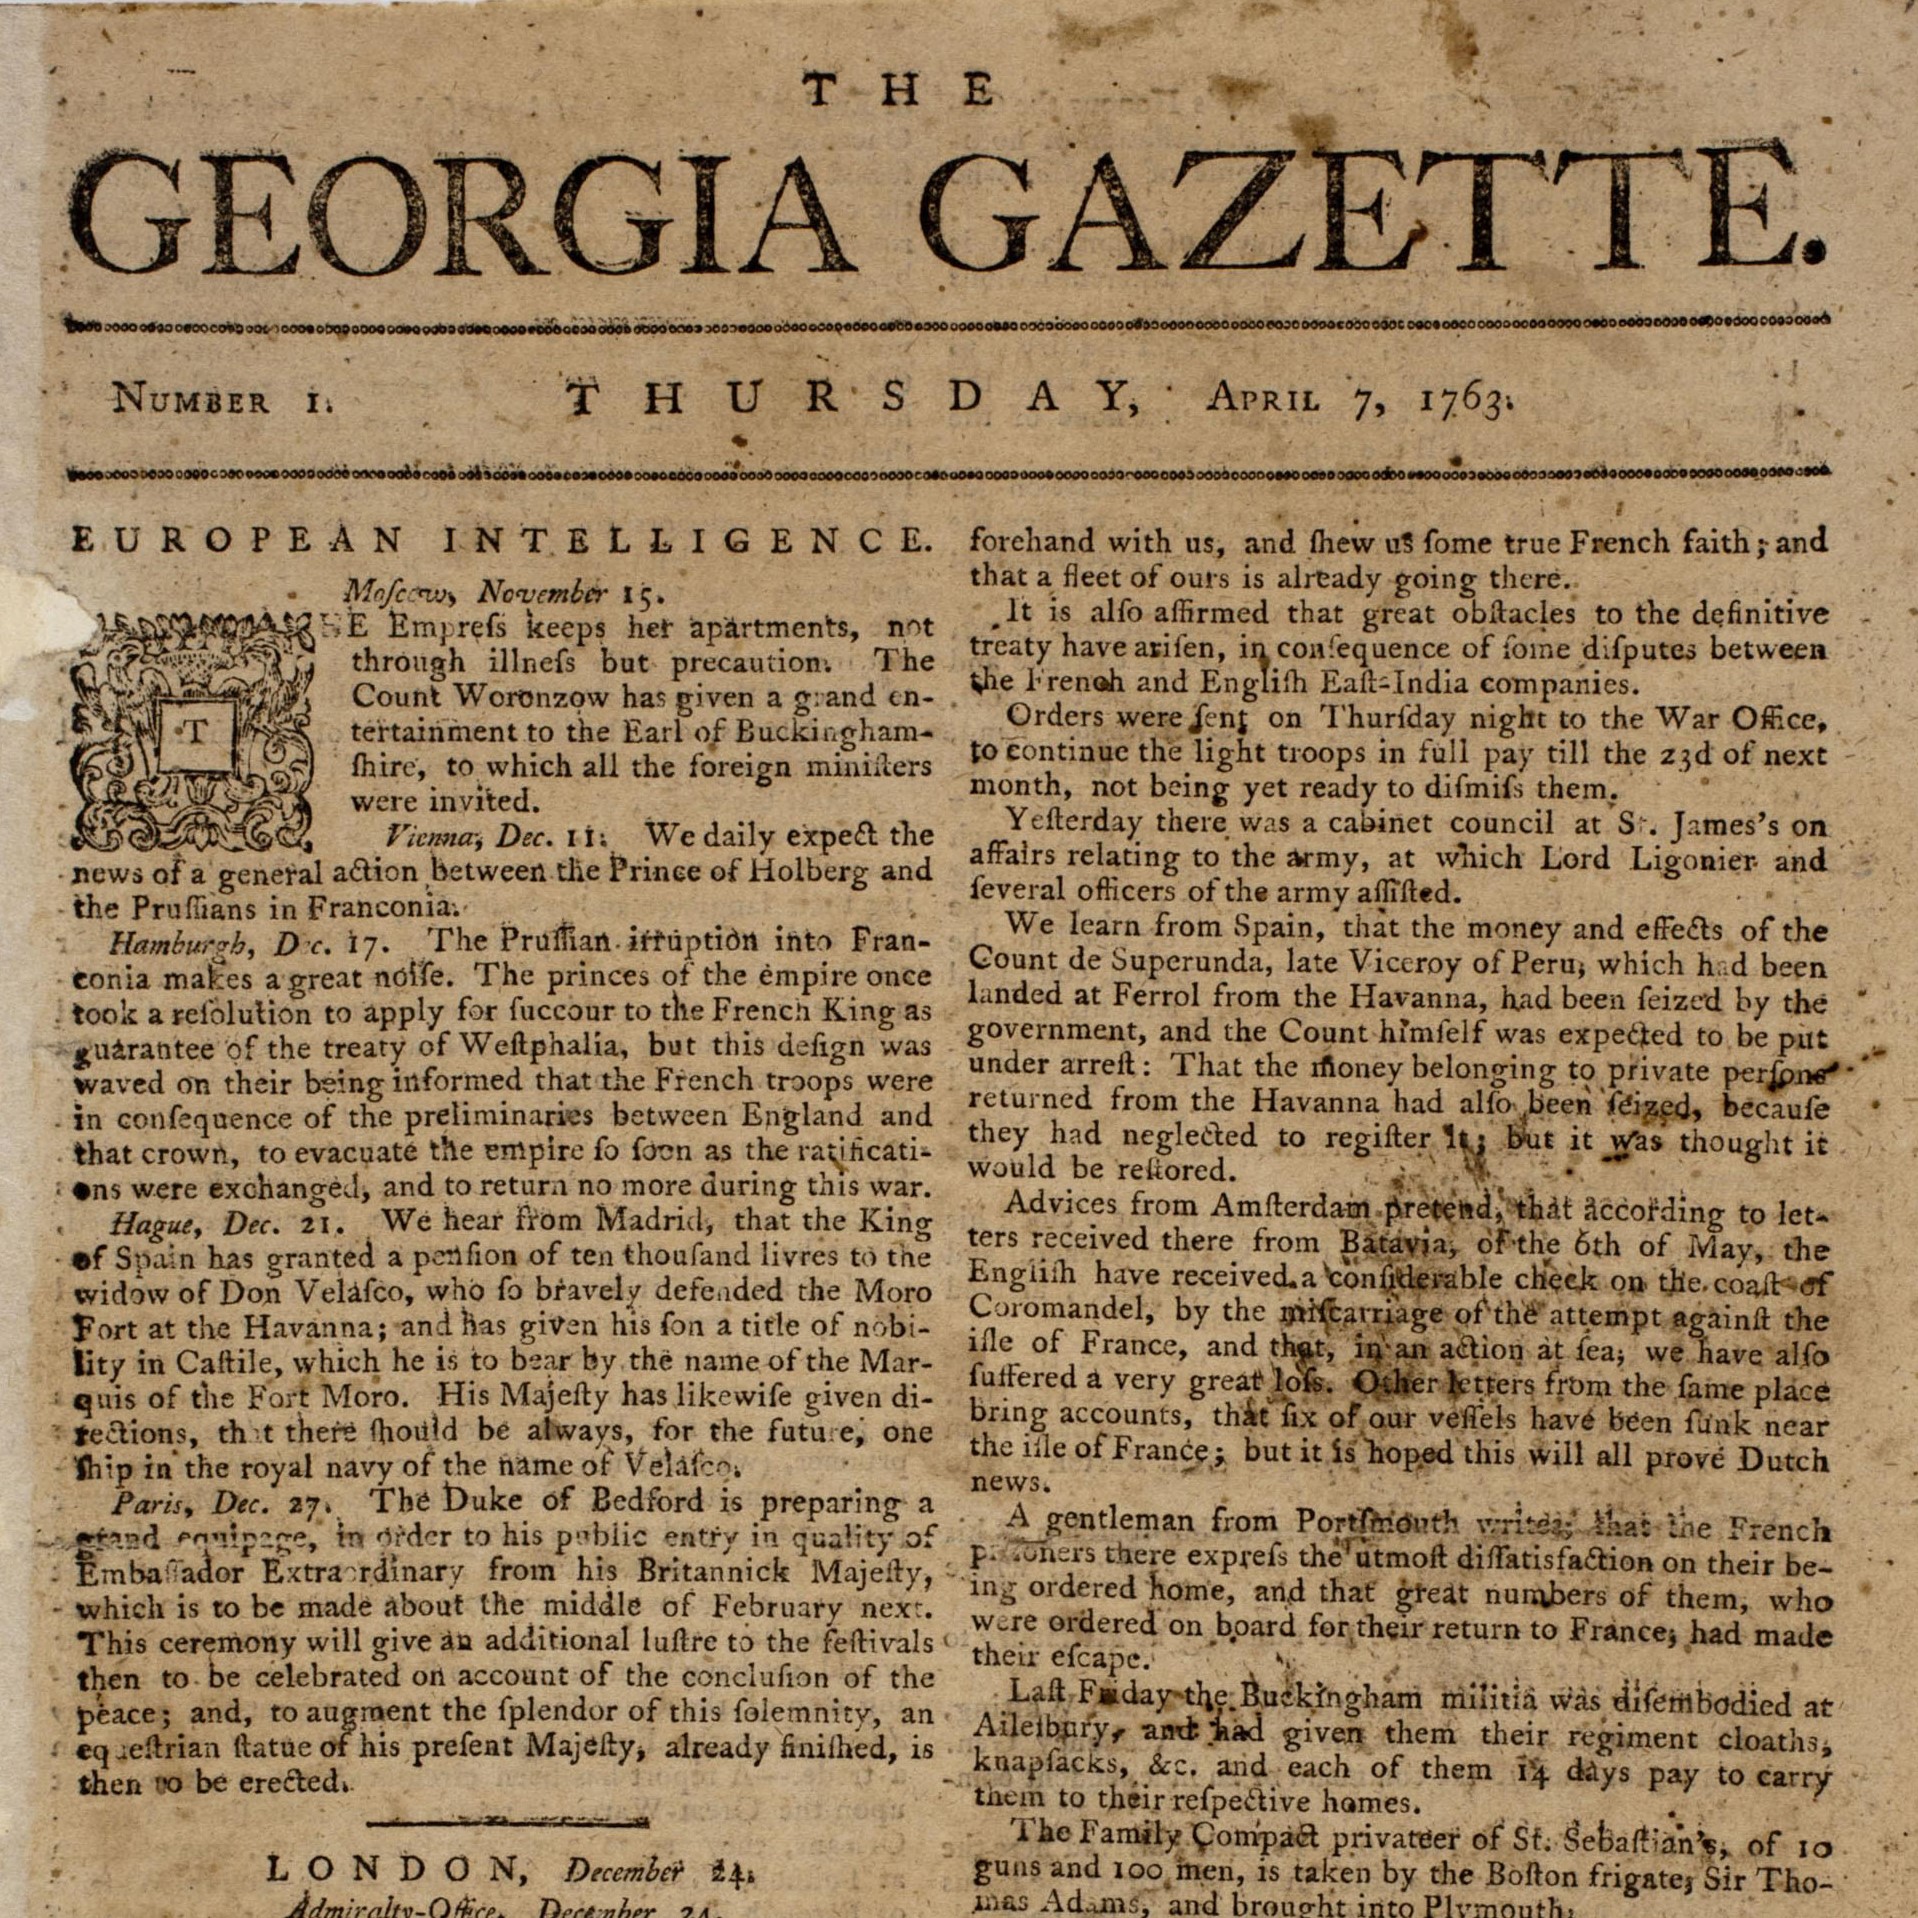 THE
GEORGIA GAZETTE.
NUMBER 1. THURSDAY, APRIL 7, 1763.
EUROPEAN INTELLIGENCE.
Moſcow, November 15.
THE Empreſs keeps her apartments, not
through illneſs but precaution. The
Count Woronzow has given a grand en-
tertainment to the Earl of Buckingham-
ſhire, to which all the foreign miniſters
were invited.
Vienna, Dec. 11. We daily expect the
news of a general action between the Prince of Holberg and
the Pruſſians in Franconia.
Hamburgh, Dec. 17. The Pruſſian irruption into Fran-
conia makes a great noiſe. The princes of the empire once
took a reſolution to apply for ſuccour to the French King as
guarantee of the treaty of Weſtphalia, but this deſign was
waved on their being informed that the French troops were
in conſequence of the preliminaries between England and
that crown, to evacuate the empire ſo ſoon as the ratificati-
ons were exchanged, and to return no more during this war.
Hague, Dec. 21. We hear from Madrid, that the King
of Spain has granted a penſion of ten thouſand livres to the
widow of Don Velaſco, who ſo bravely defended the Moro
Fort at the Havanna; and has given his ſon a title of nobi-
lity in Caſtile, which he is to bear by the name of the Mar-
quis of the Fort Moro. His Majeſty has likewiſe given di-
rections, that there ſhould be always, for the future, one
ſhip in the royal navy of the name of Velaſco.
Paris, Dec. 27. The Duke of Bedford is preparing a
grand equipage, in order to his public entry in quality of
Embaſſador Extraordinary from his Britannick Majeſty,
which is to be made about the middle of February next.
This ceremony will give an additional luſtre to the feſtivals
then to be celebrated on account of the concluſion of the
peace; and, to augment the ſplendor of this ſolemnity, an
equeſtrian ſtatue of his preſent Majeſty, already finiſhed, is
then to be erected.
LONDON, December 24.
Admiralty-Office, December 24.
forehand with us, and ſhew us ſome true French faith; and
that a fleet of ours is already going there.
It is alſo affirmed that great obſtacles to the definitive
treaty have ariſen, in conſequence of ſome diſputes between
the French and Engliſh Eaſt-India companies.
Orders were ſent on Thurſday night to the War Office,
to continue the light troops in full pay till the 23d of next
month, not being yet ready to diſmiſs them.
Yeſterday there was a cabinet council at St. James's on
affairs relating to the army, at which Lord Ligonier and
ſeveral officers of the army aſſiſted.
We learn from Spain, that the money and effects of the
Count de Superunda, late Viceroy of Peru, which had been
landed at Ferrol from the Havanna, had been ſeized by the
government, and the Count himſelf was expected to be put
under arreſt: That the money belonging to private perſons
returned from the Havanna had alſo been ſeized, becauſe
they had neglected to regiſter it; but it was thought it
would be reſtored.
Advices from Amſterdam pretend, that according to let-
ters received there from Batavia, of the 6th of May, the
Engliſh have received a conſiderable check on the coaſt of
Coromandel, by the miſcarriage of the attempt againſt the
iſle of France, and that, in an action at ſea, we have alſo
ſuffered a very great loſs. Other letters from the ſame place
bring accounts, that ſix of our veſſels have been ſunk near
the iſle of France; but it is hoped this will all prove Dutch
news.
A gentleman from Portſmouth writes, that the French
priſoners there expreſs the utmoſt diſſatisfaction on their be-
ing ordered home, and that great numbers of them, who
were ordered on board for their return to France, had made
their eſcape.
Laſt Friday the Buckingham militia was diſembodied at
Aileſbury, and had given them their regiment cloaths,
knapſacks, &c. and each of them 14 days pay to carry
them to their reſpective homes.
The Family Compact privateer of St. Sebaſtian's, of 10
guns and 100 men, is taken by the Boſton frigate, Sir Tho-
mas Adams, and brought into Plymouth.